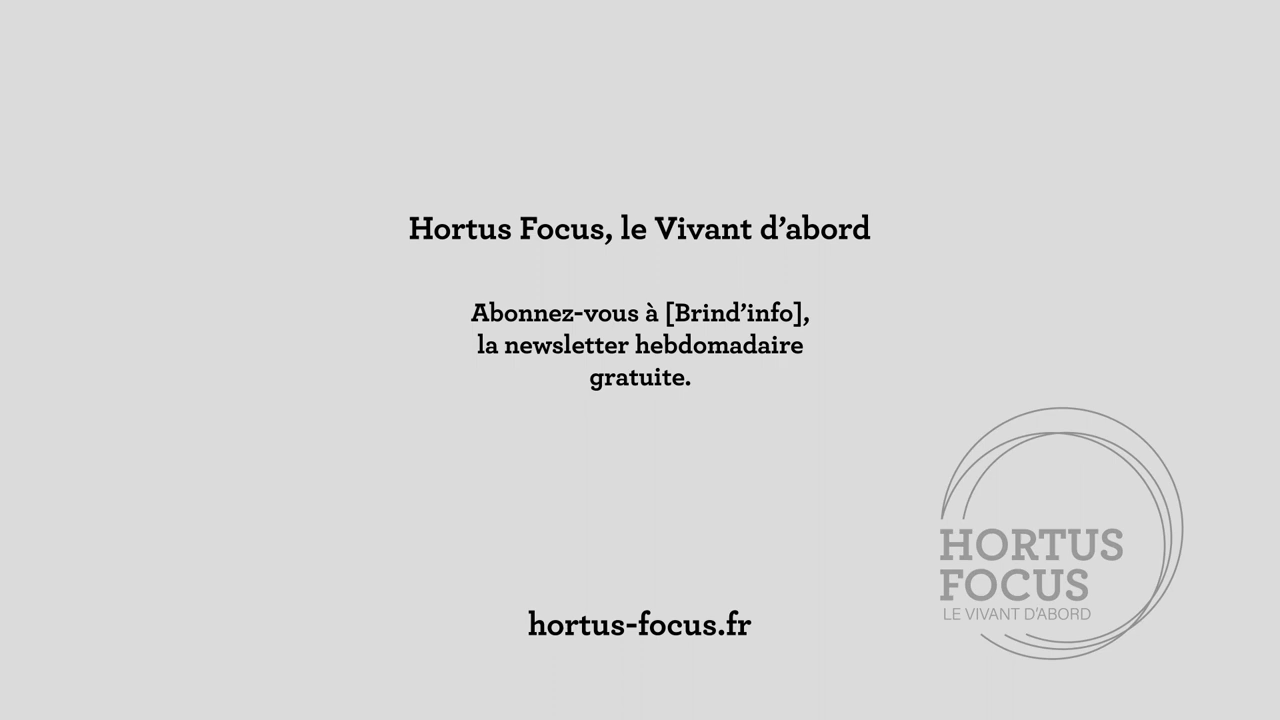 Hortus Focus, le Vivant d’abord
Abonnez-vous à [Brind’info],
la newsletter hebdomadaire
gratuite.
HORTUS
FOCUS
LE VIVANT D’ABORD
hortus-focus.fr